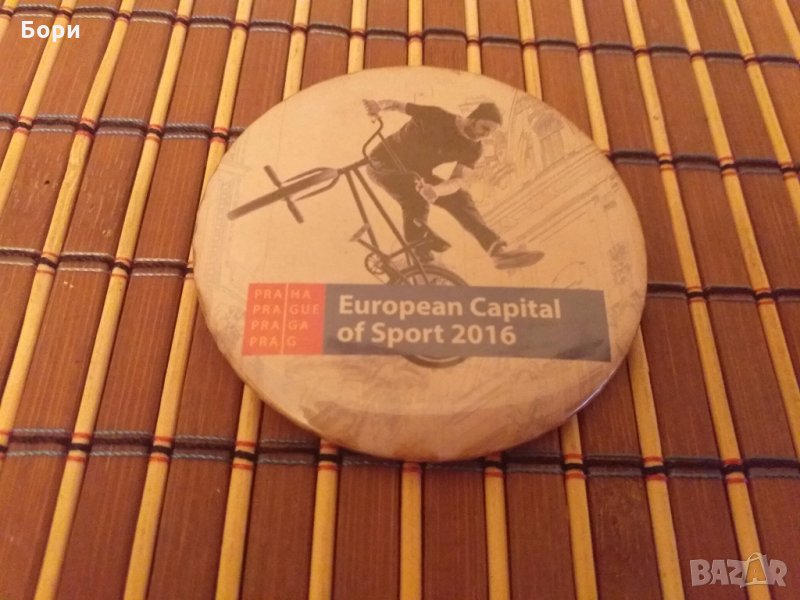 Бори
PRAHA
PRAGUE
PRAGA
PRAG
European Capital
of Sport 2016
BAZAR